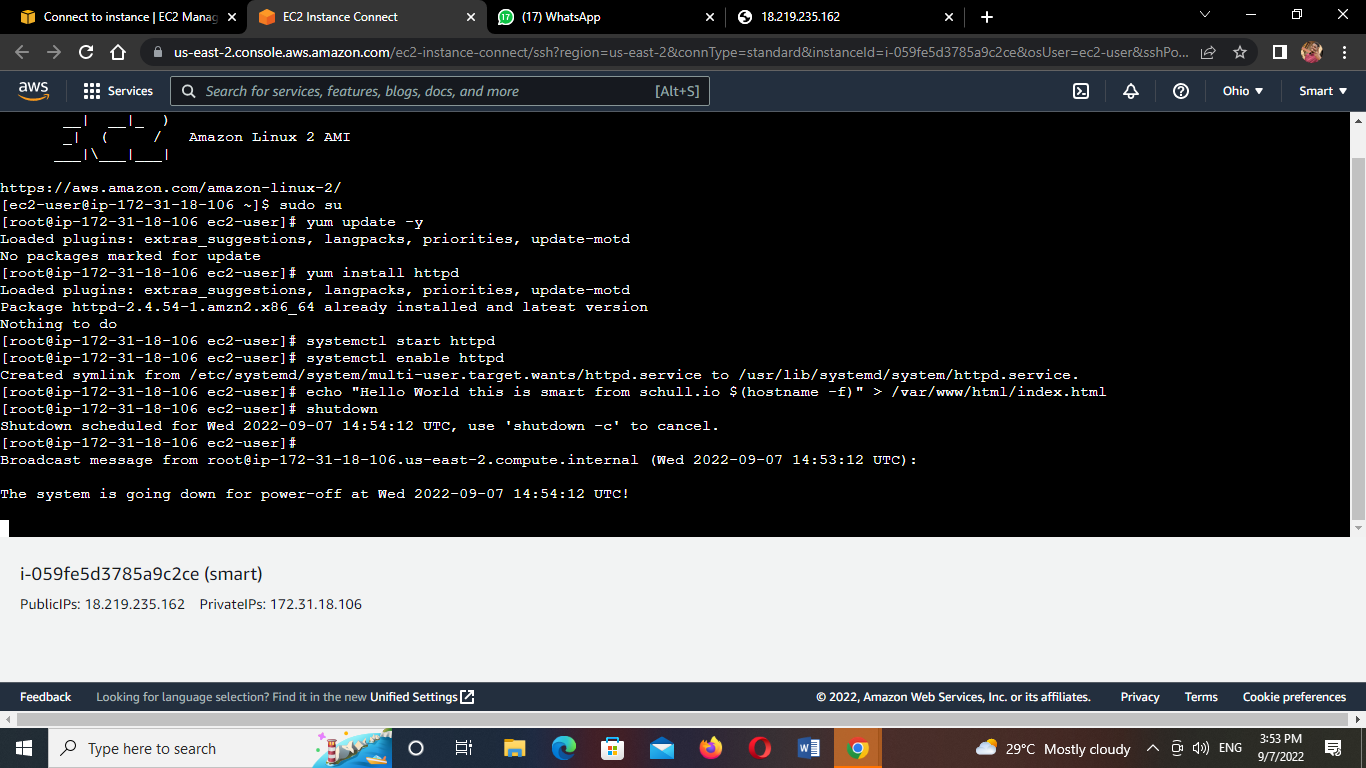 Connect to instance | EC2 Manag
EC2 Instance Connect
(17) WhatsApp
18.219.235.162
us-east-2.console.aws.amazon.com/ec2-instance-connect/ssh?region=us-east-2&connType=standard&instanceId=i-059fe5d3785a9c2ce&osUser=ec2-user&sshPo...
aws
Services
Search for services, features, blogs, docs, and more
[Alt+S]
Ohio
Smart
__|  __|_  )
_|  (     /   Amazon Linux 2 AMI
___|\___|___|
https://aws.amazon.com/amazon-linux-2/
[ec2-user@ip-172-31-18-106 ~]$ sudo su
[root@ip-172-31-18-106 ec2-user]# yum update -y
Loaded plugins: extras_suggestions, langpacks, priorities, update-motd
No packages marked for update
[root@ip-172-31-18-106 ec2-user]# yum install httpd
Loaded plugins: extras_suggestions, langpacks, priorities, update-motd
Package httpd-2.4.54-1.amzn2.x86_64 already installed and latest version
Nothing to do
[root@ip-172-31-18-106 ec2-user]# systemctl start httpd
[root@ip-172-31-18-106 ec2-user]# systemctl enable httpd
Created symlink from /etc/systemd/system/multi-user.target.wants/httpd.service to /usr/lib/systemd/system/httpd.service.
[root@ip-172-31-18-106 ec2-user]# echo "Hello World this is smart from schull.io $(hostname -f)" > /var/www/html/index.html
[root@ip-172-31-18-106 ec2-user]# shutdown
Shutdown scheduled for Wed 2022-09-07 14:54:12 UTC, use 'shutdown -c' to cancel.
[root@ip-172-31-18-106 ec2-user]#
Broadcast message from root@ip-172-31-18-106.us-east-2.compute.internal (Wed 2022-09-07 14:53:12 UTC):
The system is going down for power-off at Wed 2022-09-07 14:54:12 UTC!
i-059fe5d3785a9c2ce (smart)
PublicIPs: 18.219.235.162 PrivateIPs: 172.31.18.106
Feedback
Looking for language selection? Find it in the new Unified Settings
© 2022, Amazon Web Services, Inc. or its affiliates.
Privacy
Terms
Cookie preferences
Type here to search
29°C Mostly cloudy
ENG
3:53 PM
9/7/2022